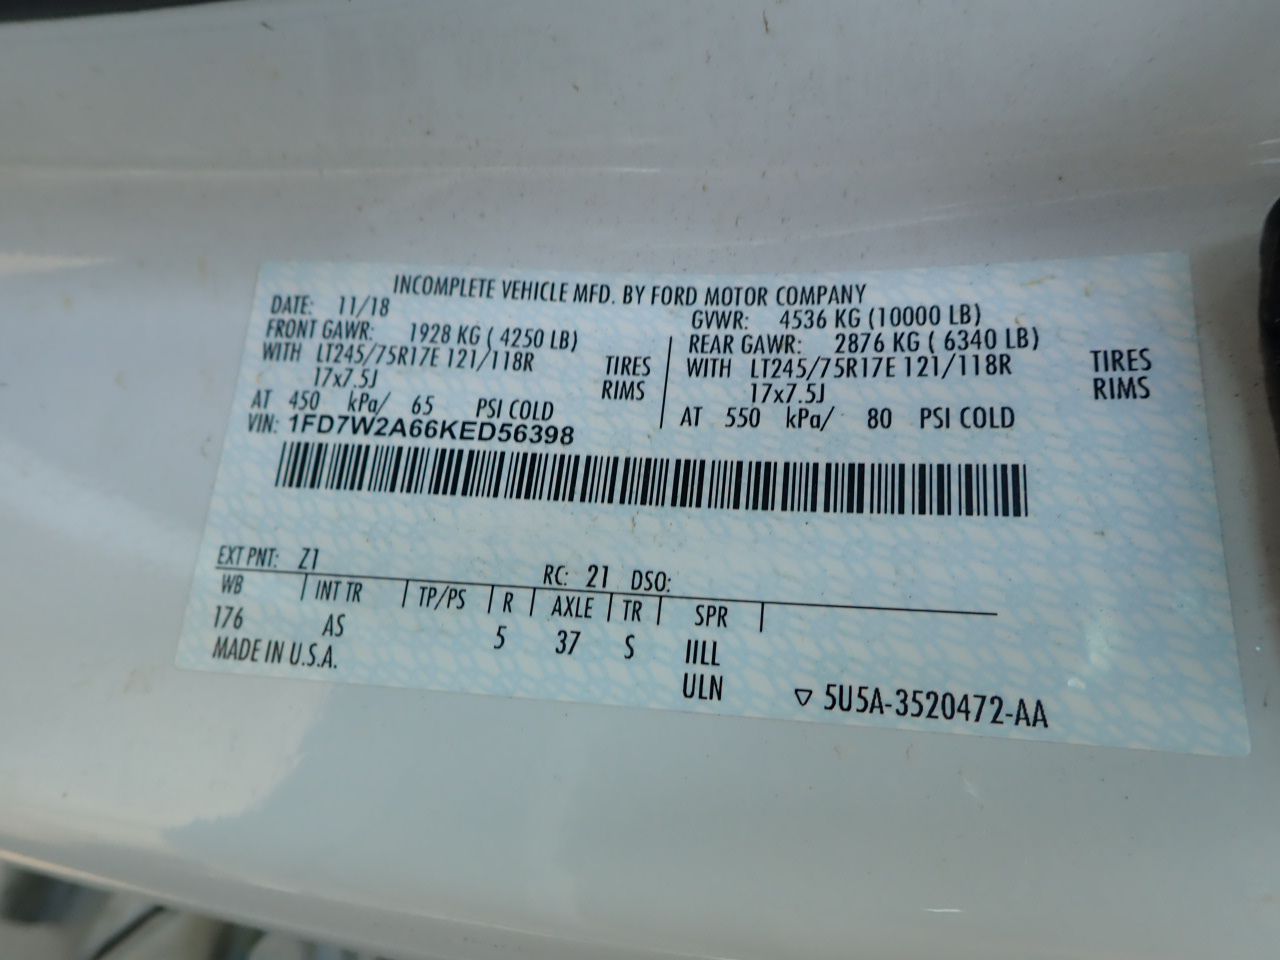 INCOMPLETE VEHICLE MFD. BY FORD MOTOR COMPANY
DATE: 11/18 GVWR: 4536 KG (10000 LB)
FRONT GAWR: 1928 KG ( 4250 LB) REAR GAWR: 2876 KG ( 6340 LB)
WITH LT245/75R17E 121/118R TIRES WITH LT245/75R17E 121/118R TIRES
17x7.5J RIMS 17x7.5J RIMS
AT 450 kPa/ 65 PSI COLD AT 550 kPa/ 80 PSI COLD
VIN: 1FD7W2A66KED56398
EXT PNT: Z1 RC: 21 DSO:
WB INT TR TP/PS R AXLE TR SPR
176 AS 5 37 S IILL
MADE IN U.S.A. ULN
▽ 5U5A-3520472-AA